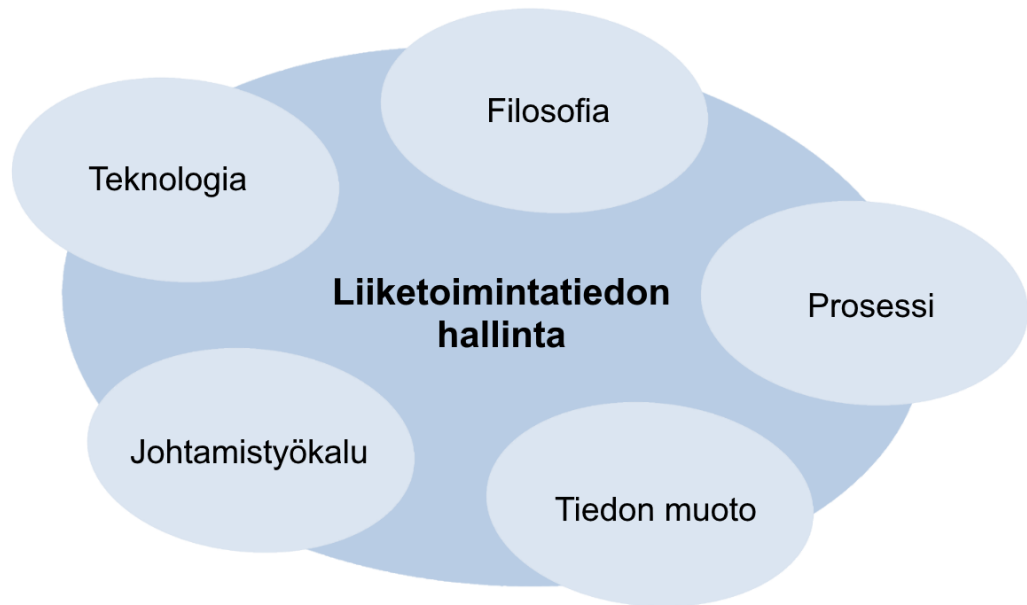 Filosofia
Teknologia
Liiketoimintatiedon
hallinta
Prosessi
Johtamistyökalu
Tiedon muoto